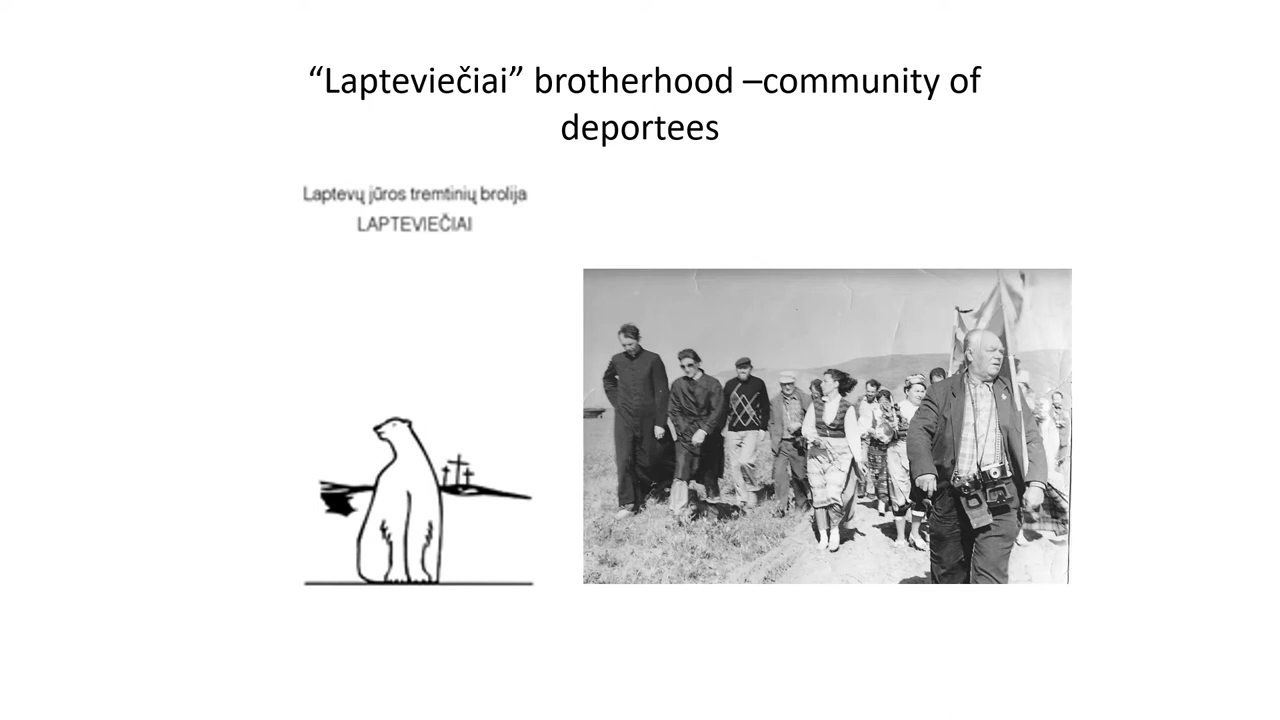 “Lapteviečiai” brotherhood –community of
deportees
Laptevų jūros tremtinių brolija
LAPTEVIEČIAI